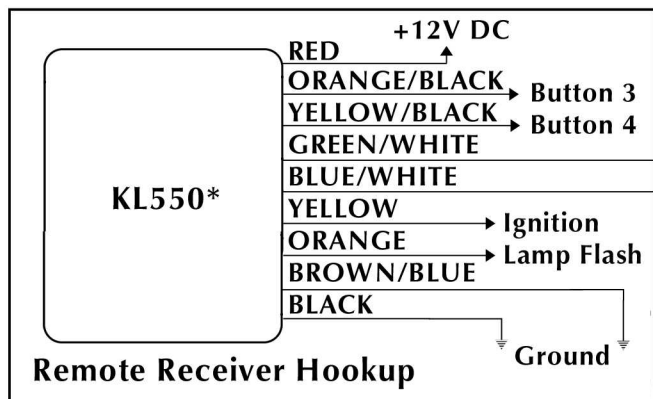 +12V DC
RED
ORANGE/BLACK
Button 3
YELLOW/BLACK
Button 4
GREEN/WHITE
BLUE/WHITE
KL550*
YELLOW
Ignition
ORANGE
Lamp Flash
BROWN/BLUE
BLACK
Ground
Remote Receiver Hookup